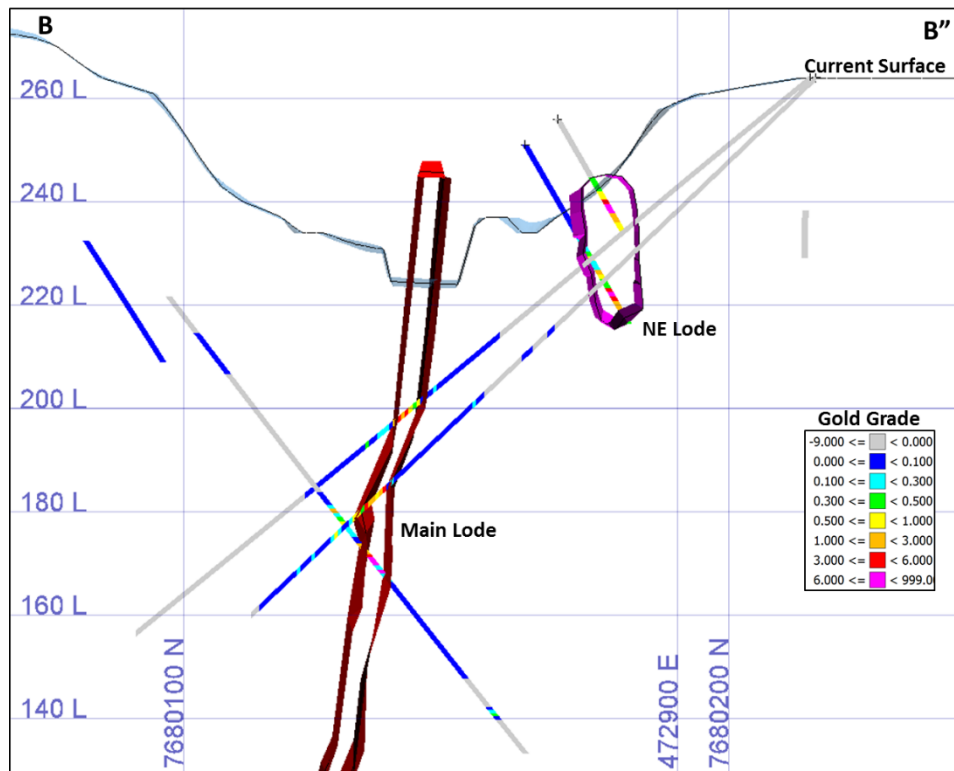 B
B”
Current Surface
260 L
240 L
220 L
NE Lode
200 L
Gold Grade
-9.000 <= < 0.000
0.000 <= < 0.100
0.100 <= < 0.300
0.300 <= < 0.500
0.500 <= < 1.000
1.000 <= < 3.000
3.000 <= < 6.000
6.000 <= < 999.0
180 L
Main Lode
160 L
140 L
7680100 N
472900 E
7680200 N